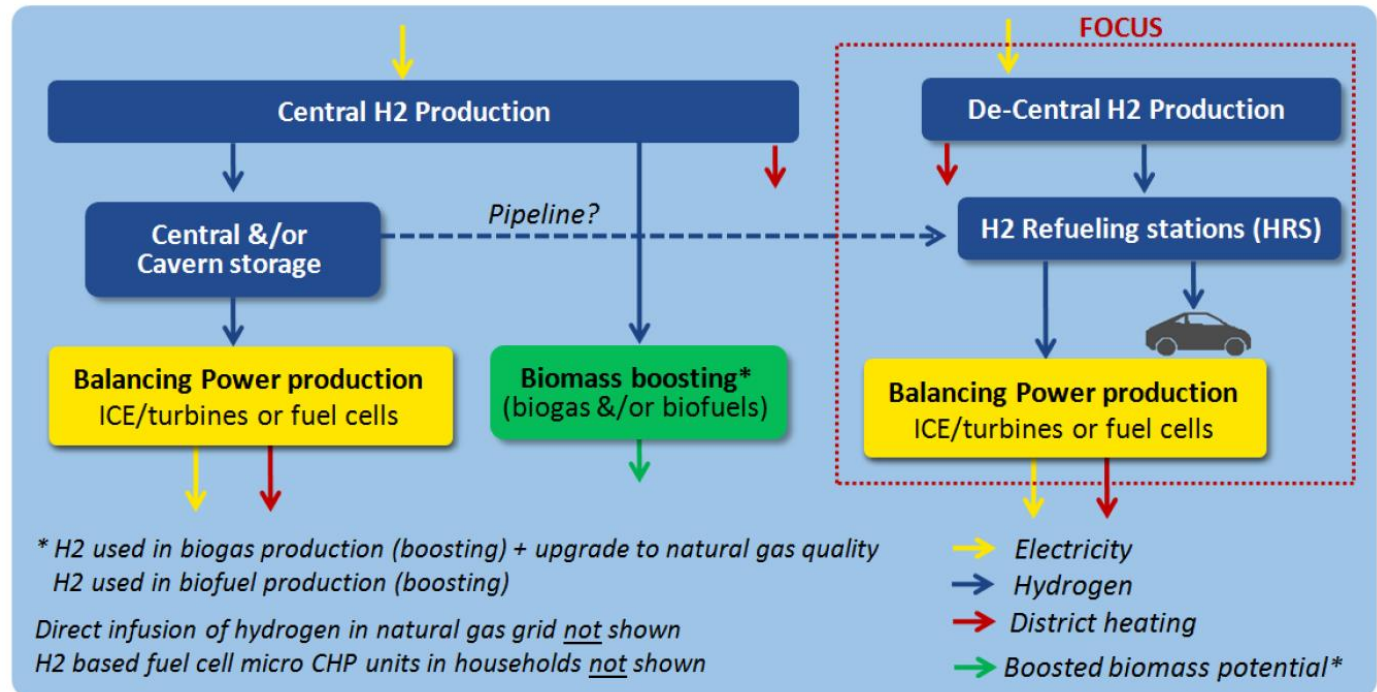 FOCUS
Central H2 Production
De-Central H2 Production
Pipeline?
Central &/or
Cavern storage
H2 Refueling stations (HRS)
Balancing Power production
ICE/turbines or fuel cells
Biomass boosting*
(biogas &/or biofuels)
Balancing Power production
ICE/turbines or fuel cells
* H2 used in biogas production (boosting) + upgrade to natural gas quality
H2 used in biofuel production (boosting)
Direct infusion of hydrogen in natural gas grid not shown
H2 based fuel cell micro CHP units in households not shown
Electricity
Hydrogen
District heating
Boosted biomass potential*